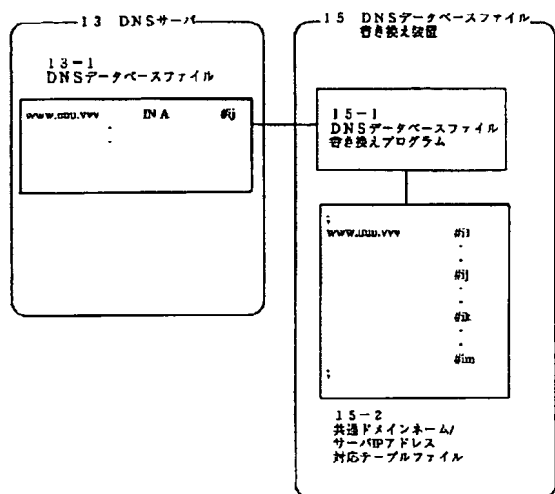 13 DNSサーバ
13-1
DNSデータベースファイル
www.uuu.vvv IN A #ij
.
.
15 DNSデータベースファイル
書き換え装置
15-1
DNSデータベースファイル
書き換えプログラム
;
www.uuu.vvv #i1
.
.
#ij
.
.
#ik
.
.
#im
;
15-2
共通ドメインネーム/
サーバIPアドレス
対応テーブルファイル